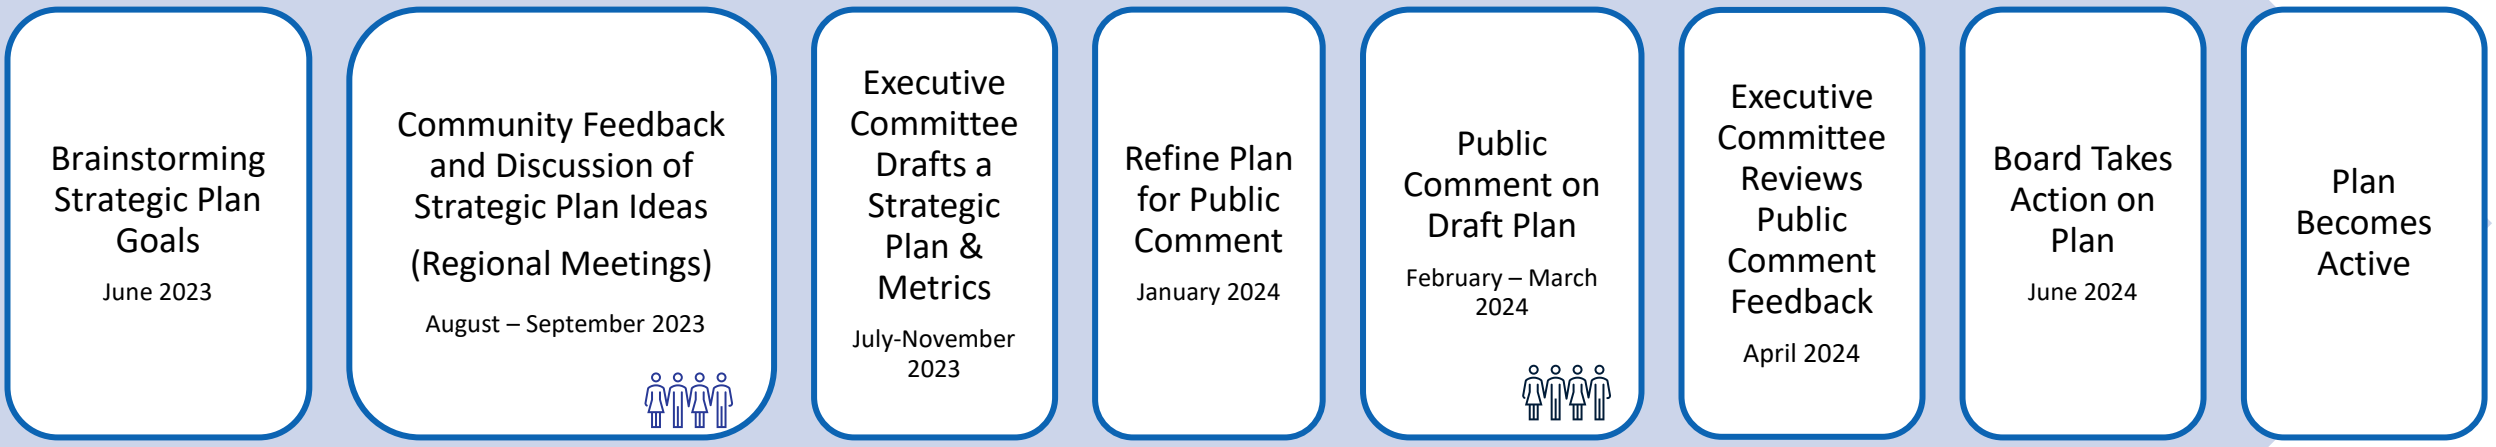 Brainstorming
Strategic Plan
Goals
June 2023
Community Feedback
and Discussion of
Strategic Plan Ideas
(Regional Meetings)
August – September 2023
Executive
Committee
Drafts a
Strategic
Plan &
Metrics
July-November
2023
Refine Plan
for Public
Comment
January 2024
Public
Comment on
Draft Plan
February – March
2024
Executive
Committee
Reviews
Public
Comment
Feedback
April 2024
Board Takes
Action on
Plan
June 2024
Plan
Becomes
Active